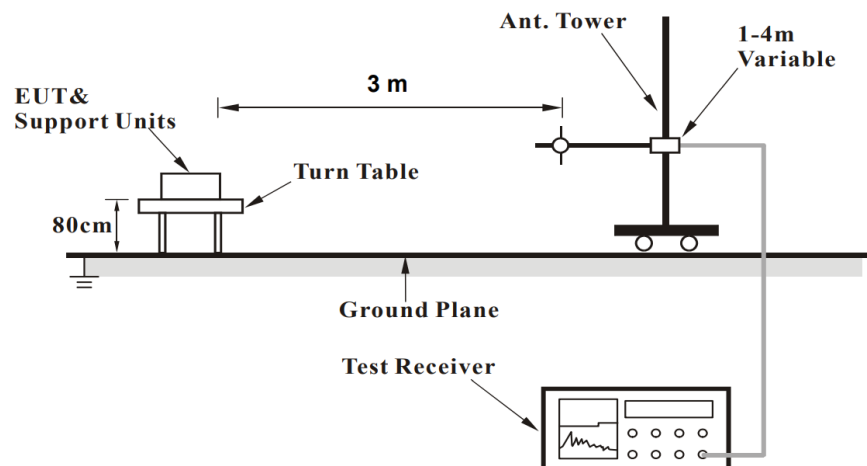 Ant. Tower
1-4m
Variable
3 m
EUT&
Support Units
Turn Table
80cm
Ground Plane
Test Receiver